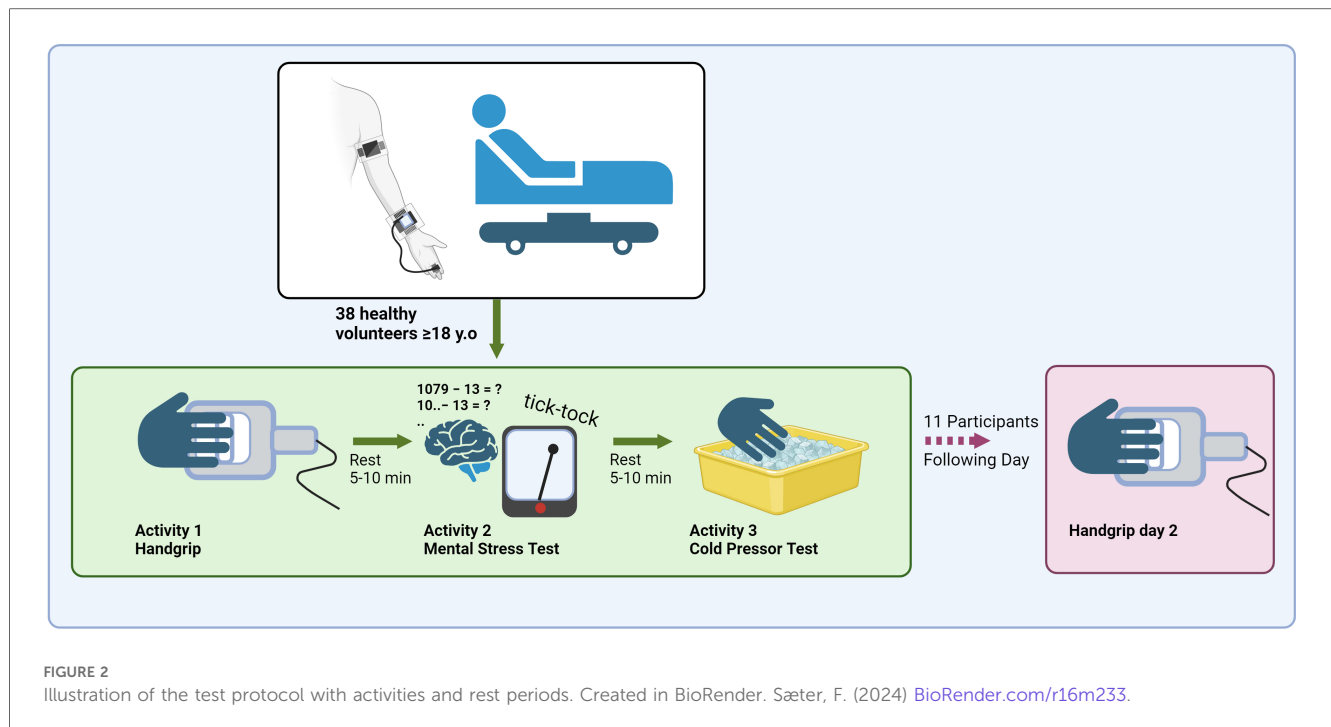 38 healthy
volunteers ≥18 y.o
1079 − 13 = ?
10..− 13 = ?
..
tick-tock
Rest
5-10 min
Rest
5-10 min
Activity 1
Handgrip
Activity 2
Mental Stress Test
Activity 3
Cold Pressor Test
11 Participants
Following Day
Handgrip day 2
FIGURE 2
Illustration of the test protocol with activities and rest periods. Created in BioRender. Sæter, F. (2024) BioRender.com/r16m233.